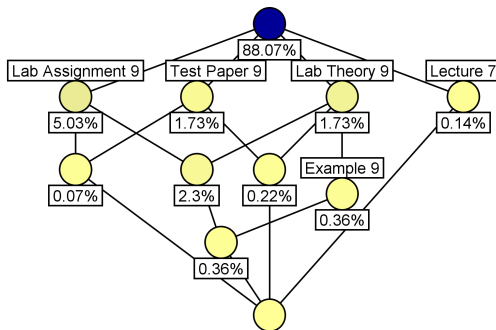 88.07%
Lab Assignment 9 Test Paper 9 Lab Theory 9 Lecture 7
5.03% 1.73% 1.73% 0.14%
Example 9
0.07% 2.3% 0.22% 0.36%
0.36%